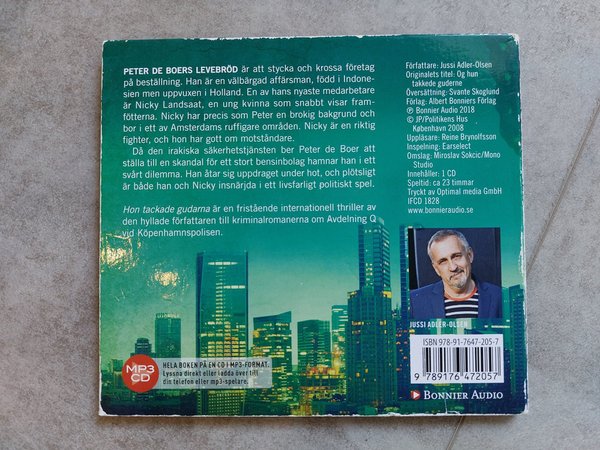 PETER DE BOERS LEVEBRÖD är att stycka och krossa företag
på beställning. Han är en välbärgad affärsman, född i Indone-
sien men uppvuxen i Holland. En av hans nyaste medarbetare
är Nicky Landsaat, en ung kvinna som snabbt visar fram-
fötterna. Nicky har precis som Peter en brokig bakgrund och
bor i ett av Amsterdams ruffigare områden. Nicky är en riktig
fighter, och hon har gott om motståndare.
Då den irakiska säkerhetstjänsten ber Peter de Boer att
ställa till en skandal för ett stort bensinbolag hamnar han i ett
svårt dilemma. Han åtar sig uppdraget under hot, och plötsligt
är både han och Nicky insnärjda i ett livsfarligt politiskt spel.
Hon tackade gudarna är en fristående internationell thriller av
den hyllade författaren till kriminalromanerna om Avdelning Q
vid Köpenhamnspolisen.
MP3
CD
HELA BOKEN PÅ EN CD I MP3-FORMAT.
Lyssna direkt eller ladda över till
din telefon eller mp3-spelare.
Författare: Jussi Adler-Olsen
Originalets titel: Og hun
takkede guderne
Översättning: Svante Skoglund
Förlag: Albert Bonniers Förlag
℗ Bonnier Audio 2018
© JP/Politikens Hus
København 2008
Uppläsare: Reine Brynolfsson
Inspelning: Earselect
Omslag: Miroslav Sokcic/Mono
Studio
Innehåller: 1 CD
Speltid: ca 23 timmar
Tryckt av Optimal media GmbH
IFCD 1828
www.bonnieraudio.se
JUSSI ADLER-OLSEN
ISBN 978-91-7647-205-7
9 789176 472057
BONNIER AUDIO